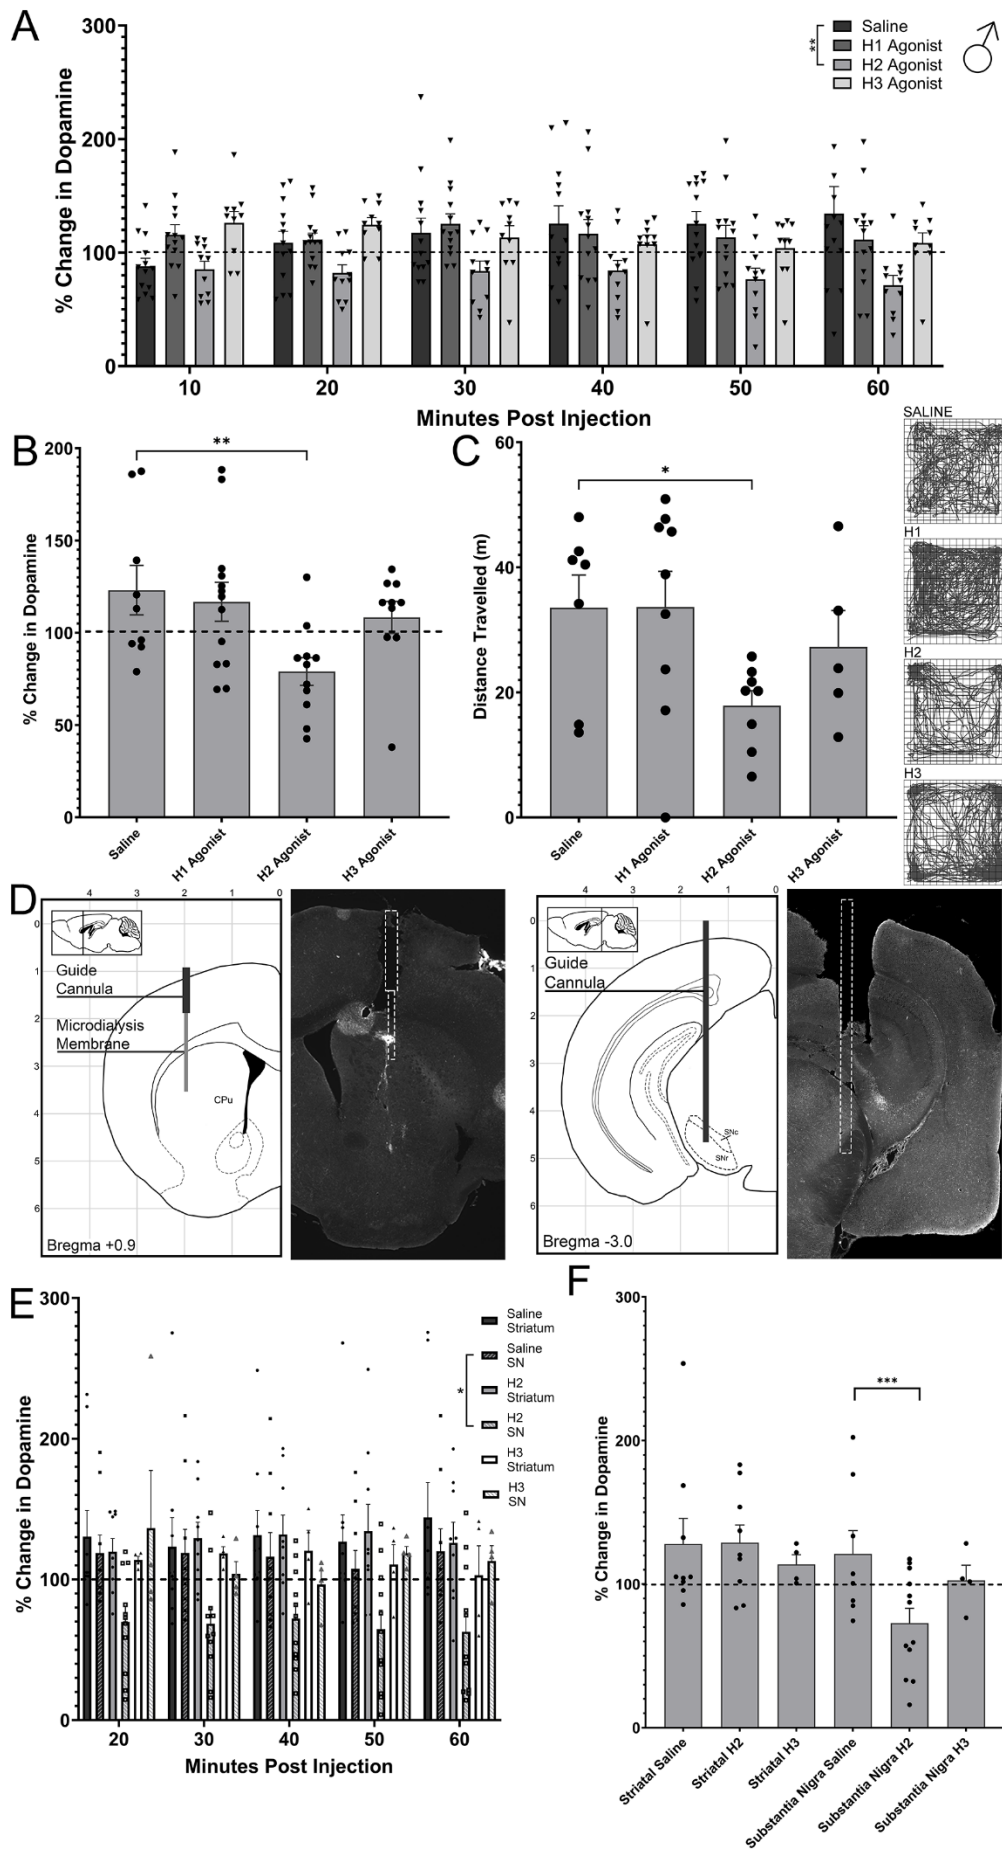 A
300
200
100
0
% Change in Dopamine
**
Saline
H1 Agonist
H2 Agonist
H3 Agonist
10 20 30 40 50 60
Minutes Post Injection
B
200
150
100
50
0
% Change in Dopamine
**
Saline
H1 Agonist
H2 Agonist
H3 Agonist
C
60
40
20
0
Distance Travelled (m)
*
Saline
H1 Agonist
H2 Agonist
H3 Agonist
SALINE
H1
H2
H3
D
4 3 2 1 0
0
1
2
3
4
5
6
Guide
Cannula
Microdialysis
Membrane
CPu
Bregma +0.9
4 3 2 1 0
0
1
2
3
4
5
6
Guide
Cannula
SNc
SNr
Bregma -3.0
E
300
200
100
0
% Change in Dopamine
Saline
Striatum
Saline
SN
H2
Striatum
H2
SN
H3
Striatum
H3
SN
*
20 30 40 50 60
Minutes Post Injection
F
300
200
100
0
% Change in Dopamine
***
Striatal Saline
Striatal H2
Striatal H3
Substantia Nigra Saline
Substantia Nigra H2
Substantia Nigra H3